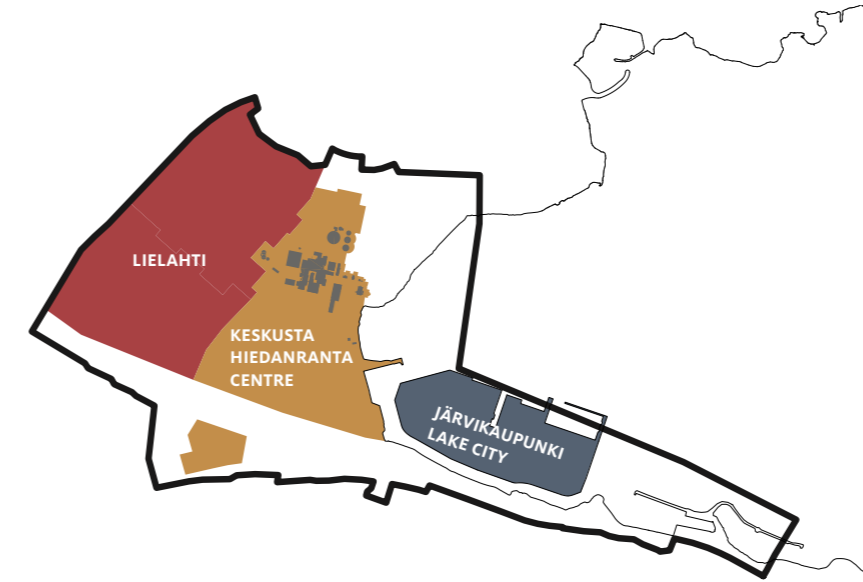 LIELAHTI
KESKUSTA
HIEDANRANTA
CENTRE
JÄRVIKAUPUNKI
LAKE CITY